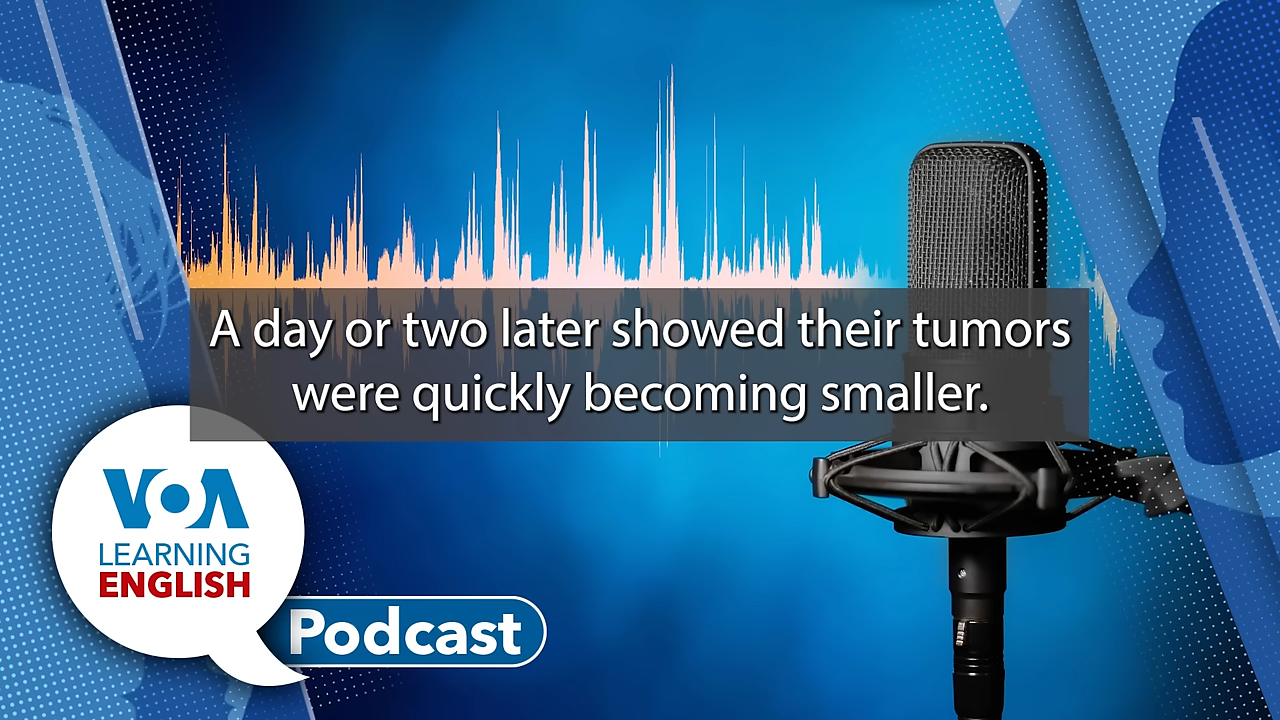 A day or two later showed their tumors
were quickly becoming smaller.
VOA
LEARNING
ENGLISH
Podcast